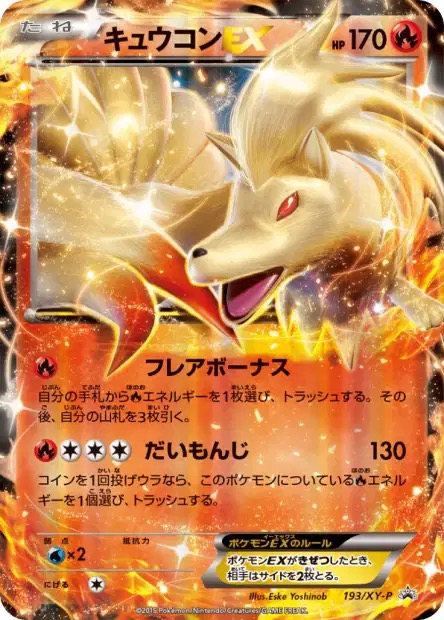 たね
キュウコンEX
HP170
フレアボーナス
自分の手札から エネルギーを1枚選び、トラッシュする。その
後、自分の山札を3枚引く。
だいもんじ 130
コインを1回投げウラなら、このポケモンについている エネル
ギーを1個選び、トラッシュする。
弱点 抵抗力
×2
ポケモンEXのルール
ポケモンEXがきぜつしたとき、
相手はサイドを2枚とる。
にげる
Illus.Eske Yoshinob
193/XY-P
©2015 Pokémon/Nintendo/Creatures/GAME FREAK.